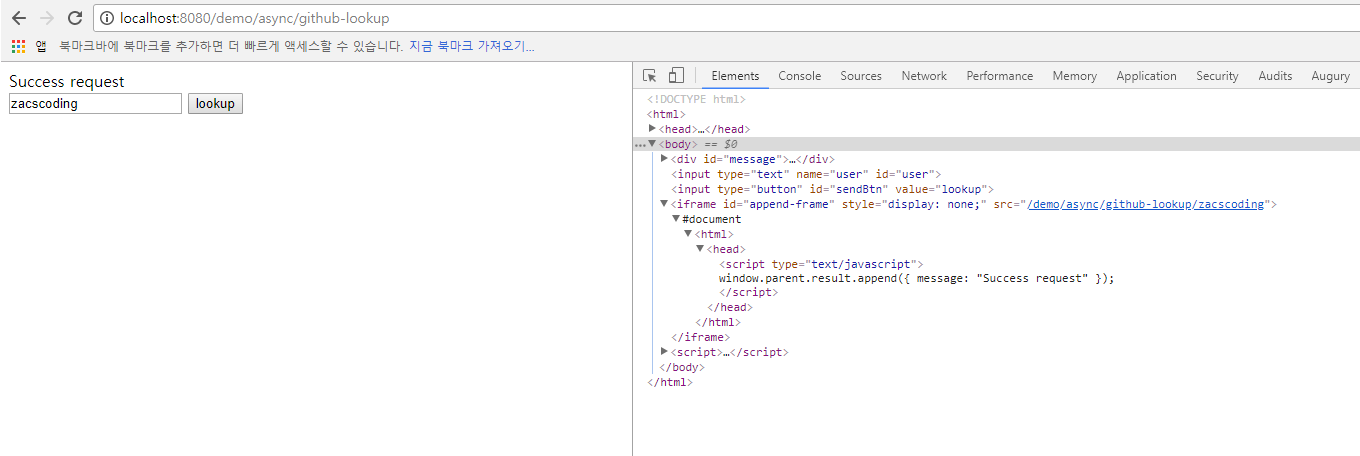 localhost:8080/demo/async/github-lookup
앱 북마크바에 북마크를 추가하면 더 빠르게 액세스할 수 있습니다. 지금 북마크 가져오기...
Success request
zacscoding lookup
Elements Console Sources Network Performance Memory Application Security Audits Augury
<!DOCTYPE html>
<html>
<head>…</head>
<body> == $0
<div id="message">…</div>
<input type="text" name="user" id="user">
<input type="button" id="sendBtn" value="lookup">
<iframe id="append-frame" style="display: none;" src="/demo/async/github-lookup/zacscoding">
#document
<html>
<head>
<script type="text/javascript">
window.parent.result.append({ message: "Success request" });
</script>
</head>
</html>
</iframe>
<script>…</script>
</body>
</html>